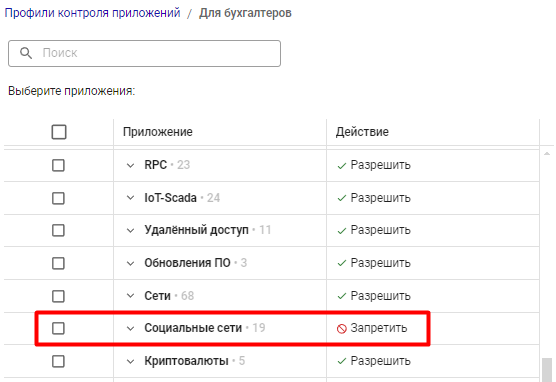 Профили контроля приложений / Для бухгалтеров
Поиск
Выберите приложения:
Приложение Действие
RPC • 23 Разрешить
IoT-Scada • 24 Разрешить
Удалённый доступ • 11 Разрешить
Обновления ПО • 3 Разрешить
Сети • 68 Разрешить
Социальные сети • 19 Запретить
Криптовалюты • 5 Разрешить